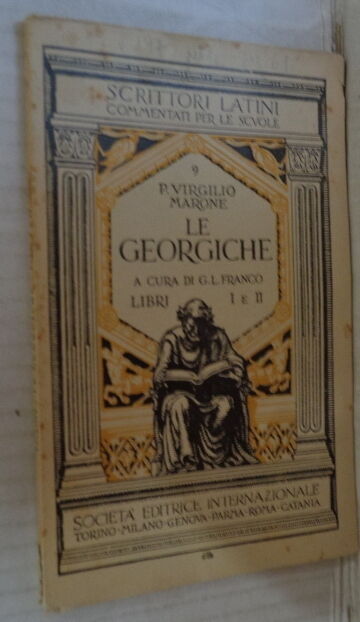 SCRITTORI LATINI
COMMENTATI PER LE SCVOLE
9
P. VIRGILIO
MARONE
LE
GEORGICHE
A CURA DI G. L. FRANCO
LIBRI I E II
SOCIETÀ EDITRICE INTERNAZIONALE
TORINO·MILANO·GENOVA·PARMA·ROMA·CATANIA